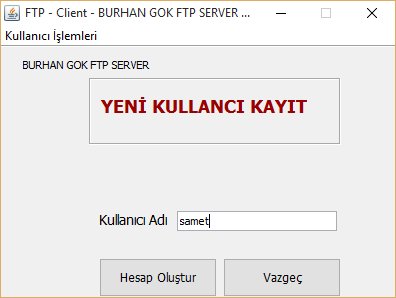 FTP - Client - BURHAN GOK FTP SERVER ...
Kullanıcı İşlemleri
BURHAN GOK FTP SERVER
YENİ KULLANCI KAYIT
Kullanıcı Adı samet
Hesap Oluştur Vazgeç